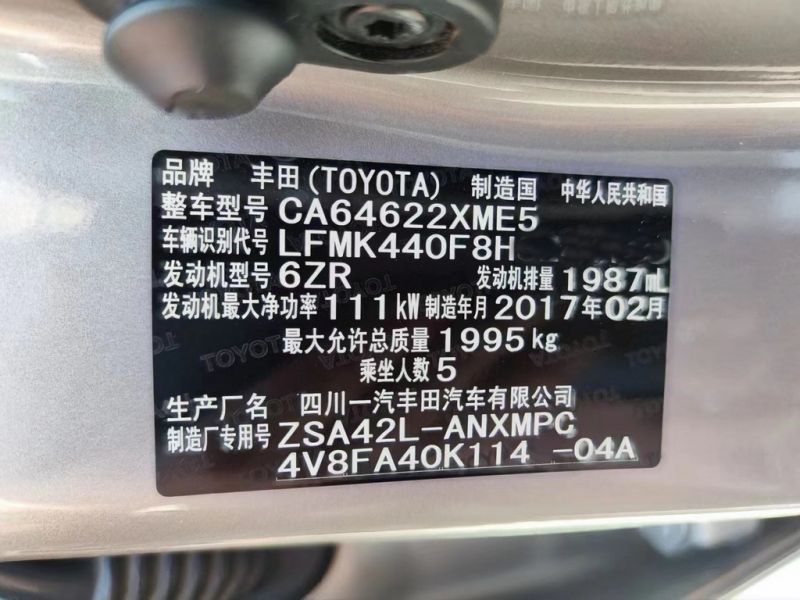 品牌 丰田(TOYOTA) 制造国 中华人民共和国
整车型号 CA64622XME5
车辆识别代号 LFMK440F8H
发动机型号 6ZR 发动机排量 1987mL
发动机最大净功率 111kW 制造年月 2017年02月
最大允许总质量 1995kg
乘坐人数 5
生产厂名 四川一汽丰田汽车有限公司
制造厂专用号 ZSA42L-ANXMPC
4V8FA40K114 -04A